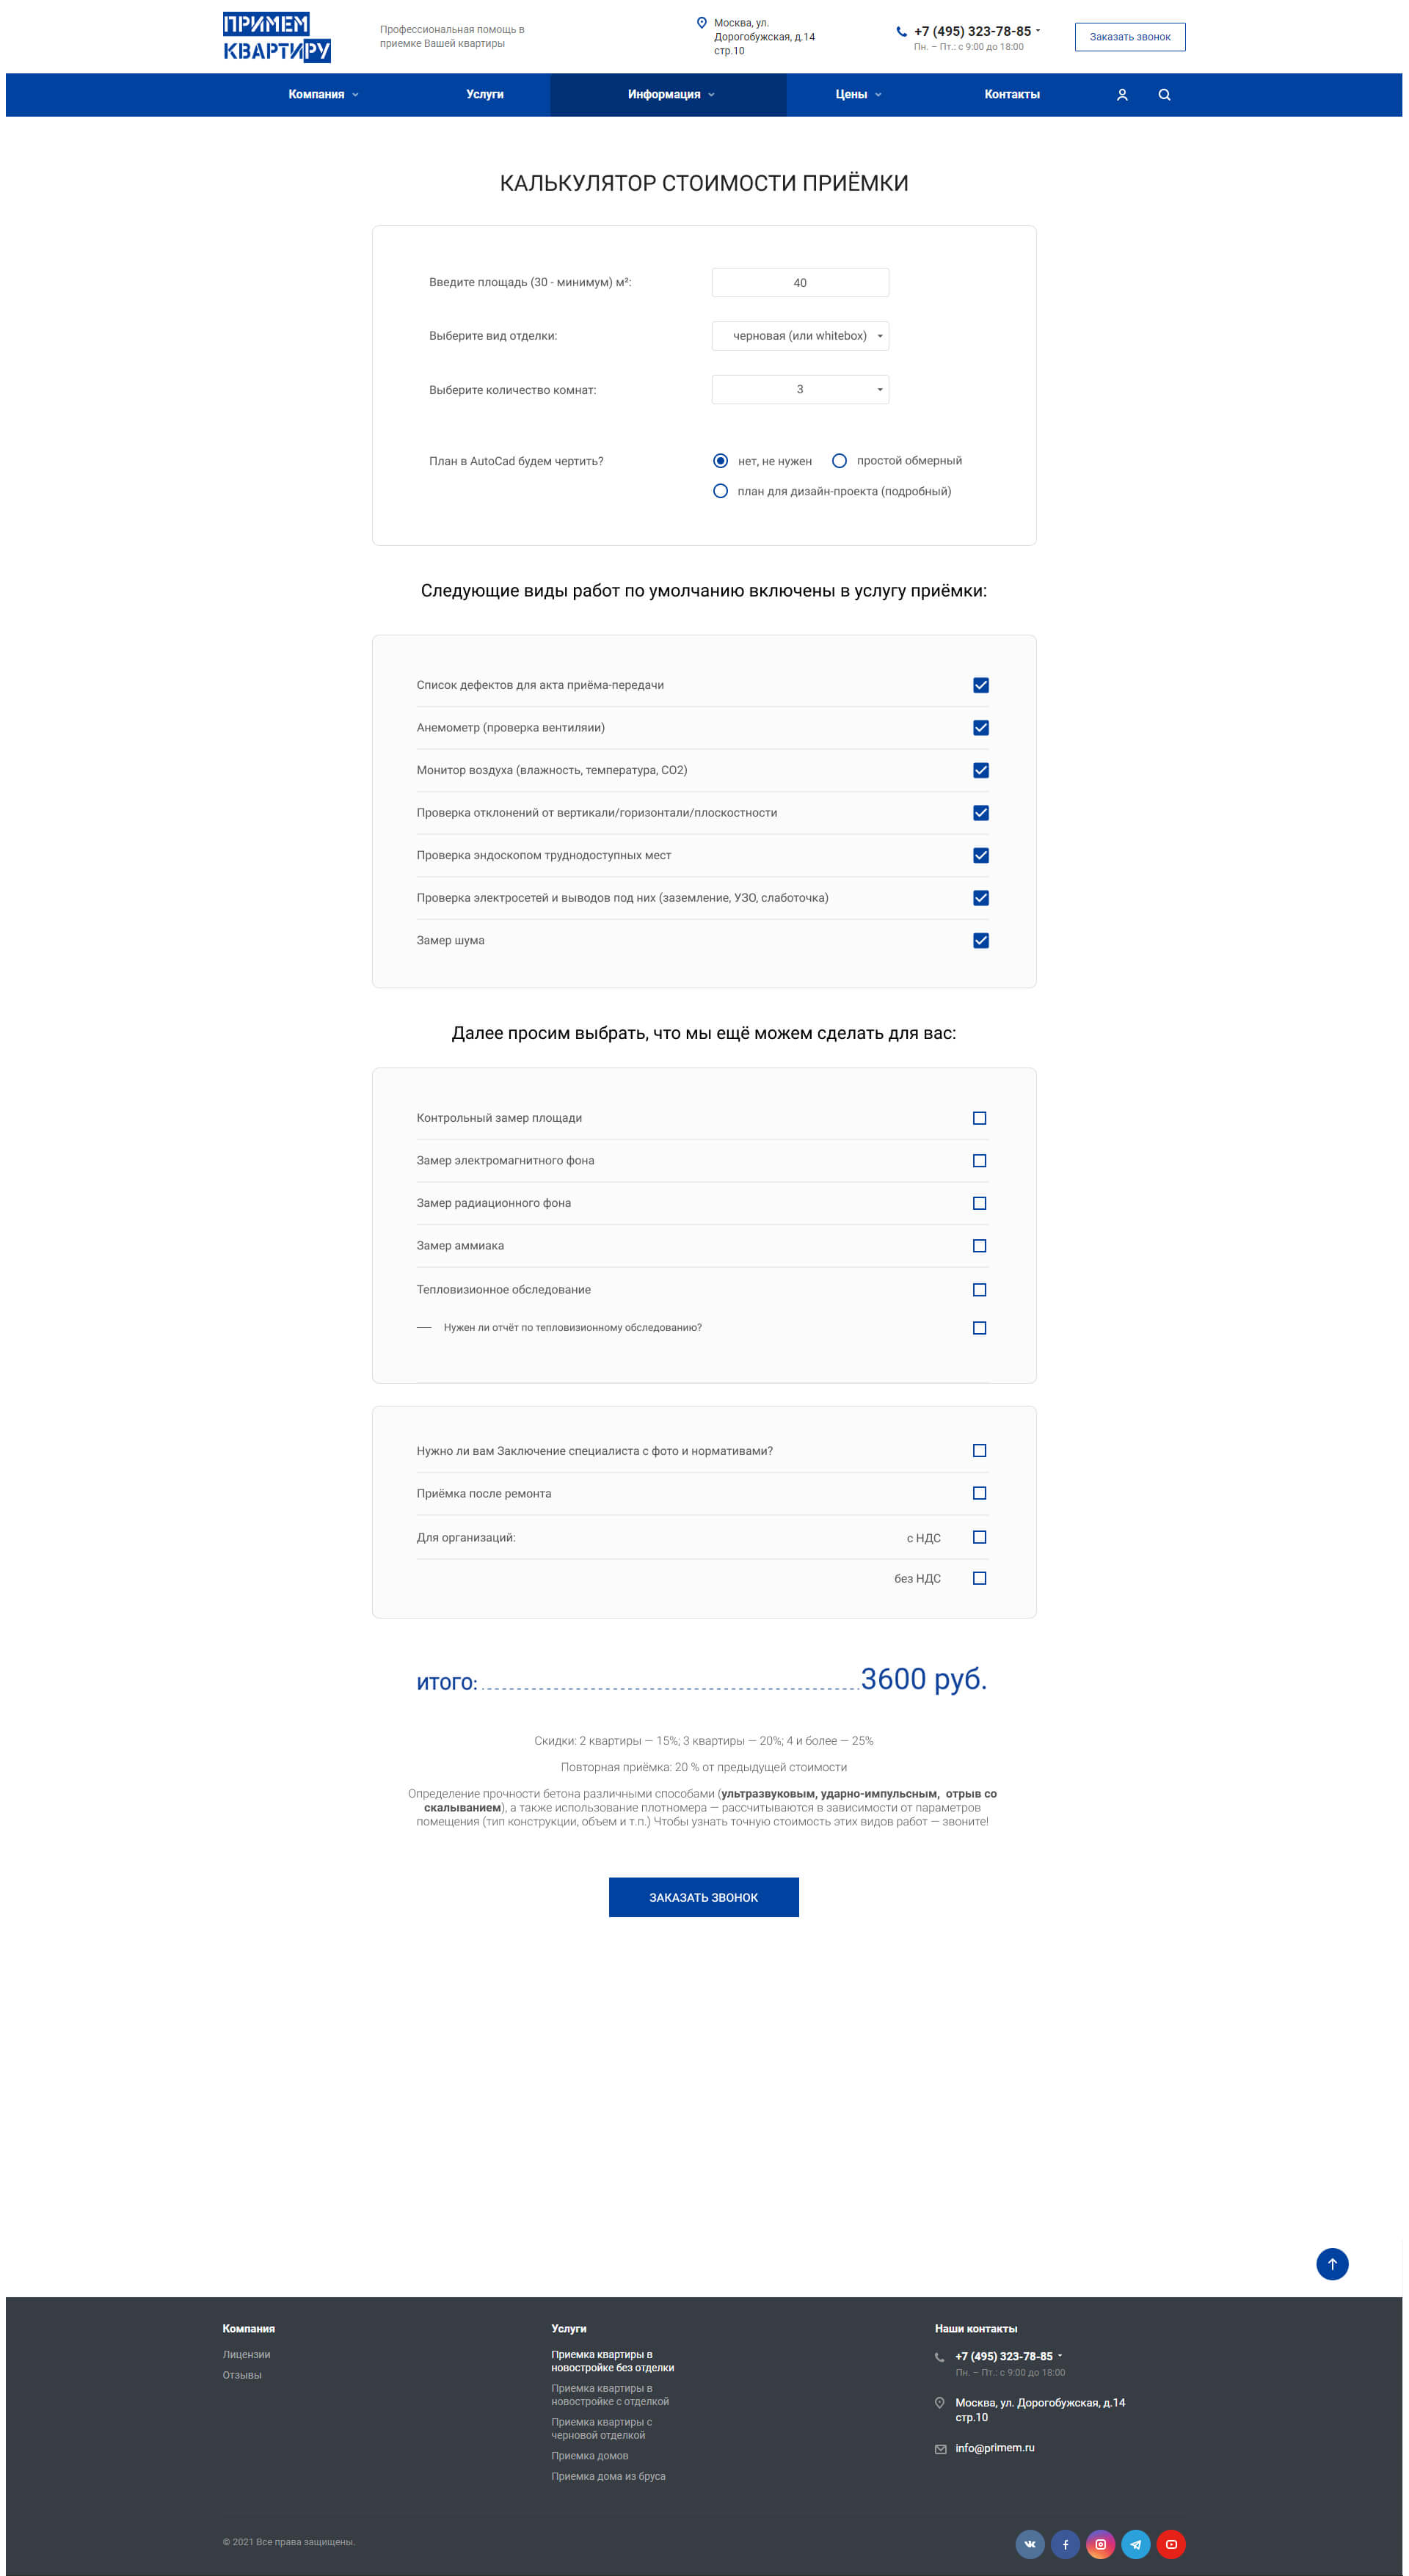 ПРИМЕМ
КВАРТИРУ
Профессиональная помощь в
приемке Вашей квартиры
Москва, ул.
Дорогобужская, д.14
стр.10
+7 (495) 323-78-85
Пн. – Пт.: с 9:00 до 18:00
Заказать звонок
Компания Услуги Информация Цены Контакты
КАЛЬКУЛЯТОР СТОИМОСТИ ПРИЁМКИ
Введите площадь (30 - минимум) м²: 40
Выберите вид отделки: черновая (или whitebox)
Выберите количество комнат: 3
План в AutoCad будем чертить? нет, не нужен простой обмерный
план для дизайн-проекта (подробный)
Следующие виды работ по умолчанию включены в услугу приёмки:
Список дефектов для акта приёма-передачи
Анемометр (проверка вентиляии)
Монитор воздуха (влажность, температура, СО2)
Проверка отклонений от вертикали/горизонтали/плоскостности
Проверка эндоскопом труднодоступных мест
Проверка электросетей и выводов под них (заземление, УЗО, слаботочка)
Замер шума
Далее просим выбрать, что мы ещё можем сделать для вас:
Контрольный замер площади
Замер электромагнитного фона
Замер радиационного фона
Замер аммиака
Тепловизионное обследование
Нужен ли отчёт по тепловизионному обследованию?
Нужно ли вам Заключение специалиста с фото и нормативами?
Приёмка после ремонта
Для организаций: с НДС
без НДС
ИТОГО: 3600 руб.
Скидки: 2 квартиры — 15%; 3 квартиры — 20%; 4 и более — 25%
Повторная приёмка: 20 % от предыдущей стоимости
Определение прочности бетона различными способами (ультразвуковым, ударно-импульсным, отрыв со
скалыванием), а также использование плотномера — рассчитываются в зависимости от параметров
помещения (тип конструкции, объем и т.п.) Чтобы узнать точную стоимость этих видов работ — звоните!
ЗАКАЗАТЬ ЗВОНОК
Компания
Лицензии
Отзывы
Услуги
Приемка квартиры в
новостройке без отделки
Приемка квартиры в
новостройке с отделкой
Приемка квартиры с
черновой отделкой
Приемка домов
Приемка дома из бруса
Наши контакты
+7 (495) 323-78-85
Пн. – Пт.: с 9:00 до 18:00
Москва, ул. Дорогобужская, д.14
стр.10
info@primem.ru
© 2021 Все права защищены.